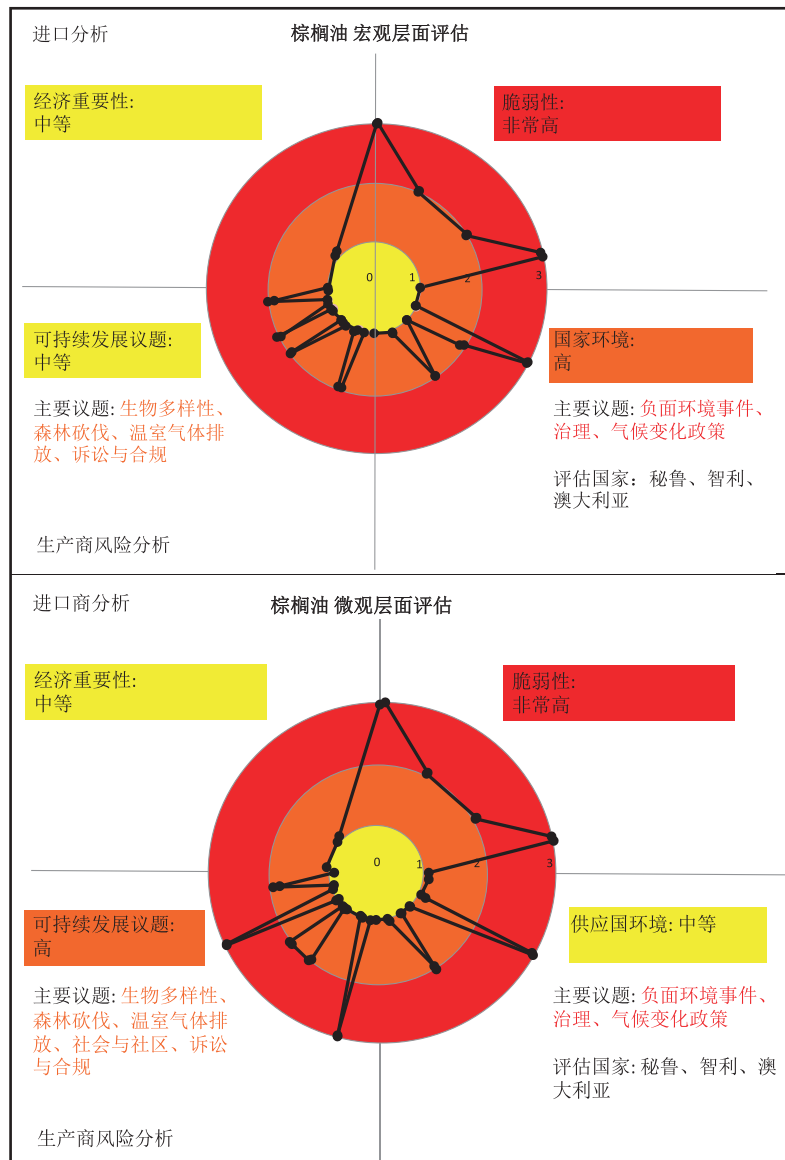 进口分析
棕榈油 宏观层面评估
经济重要性:
中等
脆弱性:
非常高
0
1
2
3
可持续发展议题:
中等
国家环境:
高
主要议题: 生物多样性、
森林砍伐、温室气体排
放、诉讼与合规
主要议题: 负面环境事件、
治理、气候变化政策
评估国家：秘鲁、智利、
澳大利亚
生产商风险分析
进口商分析
棕榈油 微观层面评估
经济重要性:
中等
脆弱性:
非常高
0
1
2
3
可持续发展议题:
高
供应国环境: 中等
主要议题: 生物多样性、
森林砍伐、温室气体排
放、社会与社区、诉讼
与合规
主要议题: 负面环境事件、
治理、气候变化政策
评估国家: 秘鲁、智利、澳
大利亚
生产商风险分析